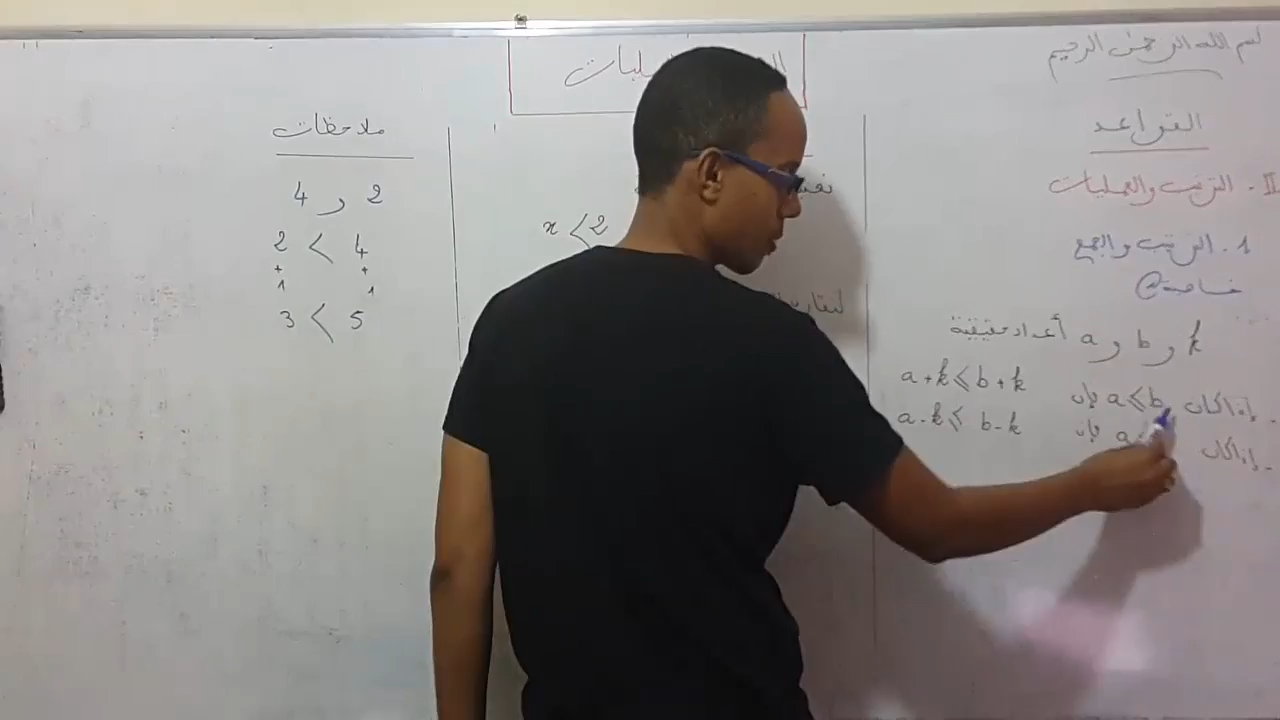 بسم الله الرحمن الرحيم
القواعد
II - الترتيب والعمليات
1 - الترتيب والجمع
خاصية @
k و b و a أعداد حقيقية
- إذا كان a ≤ b فإن a + k ≤ b + k
- إذا كان a فإن a - k ≤ b - k
x < 2
ملاحظات
2 و 4
2 < 4
+ +
1 1
3 < 5